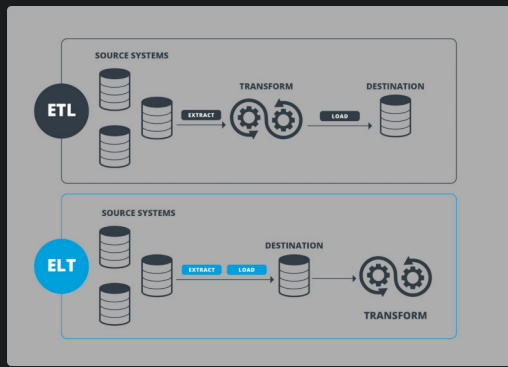 SOURCE SYSTEMS
TRANSFORM
DESTINATION
ETL
EXTRACT
LOAD
SOURCE SYSTEMS
DESTINATION
ELT
EXTRACT
LOAD
TRANSFORM